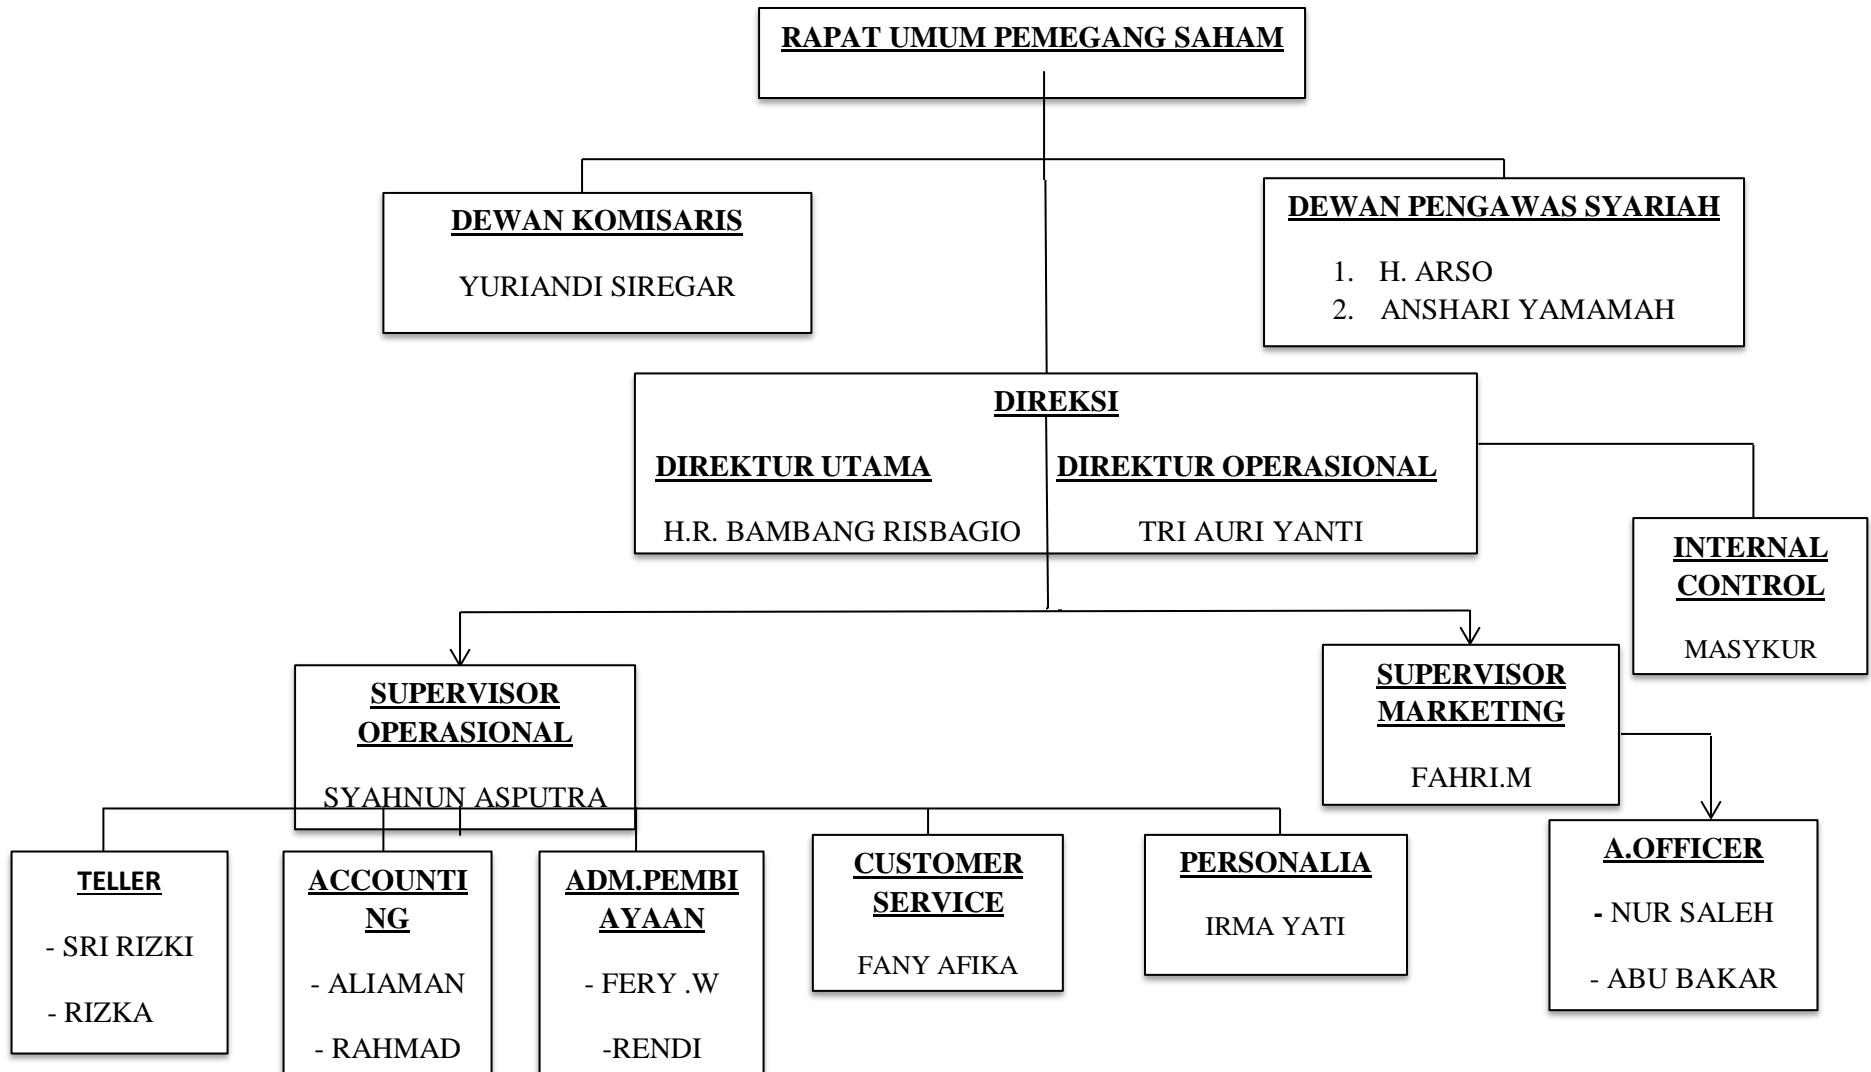 RAPAT UMUM PEMEGANG SAHAM
DEWAN KOMISARIS
YURIANDI SIREGAR
DEWAN PENGAWAS SYARIAH
1. H. ARSO
2. ANSHARI YAMAMAH
DIREKSI
DIREKTUR UTAMA
H.R. BAMBANG RISBAGIO
DIREKTUR OPERASIONAL
TRI AURI YANTI
INTERNAL
CONTROL
MASYKUR
SUPERVISOR
OPERASIONAL
SYAHNUN ASPUTRA
SUPERVISOR
MARKETING
FAHRI.M
TELLER
- SRI RIZKI
- RIZKA
ACCOUNTI
NG
- ALIAMAN
- RAHMAD
ADM.PEMBI
AYAAN
- FERY .W
-RENDI
CUSTOMER
SERVICE
FANY AFIKA
PERSONALIA
IRMA YATI
A.OFFICER
- NUR SALEH
- ABU BAKAR